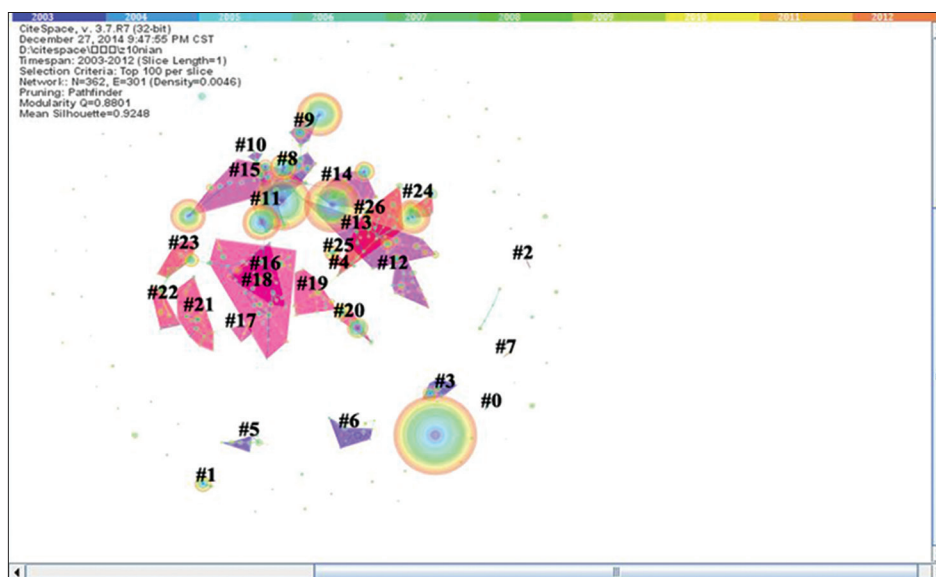 2003 2004 2005 2006 2007 2008 2009 2010 2011 2012
CiteSpace, v. 3.7.R7 (32-bit)
December 27, 2014 9:47:55 PM CST
D:\citespace\□□□\z10nian
Timespan: 2003-2012 (Slice Length=1)
Selection Criteria: Top 100 per slice
Network: N=362, E=301 (Density=0.0046)
Pruning: Pathfinder
Modularity Q=0.8801
Mean Silhouette=0.9248
#9
#10
#8
#15
#14
#24
#11
#26
#13
#23
#25
#2
#16
#4
#12
#18
#19
#22
#21
#20
#17
#7
#3
#0
#6
#5
#1